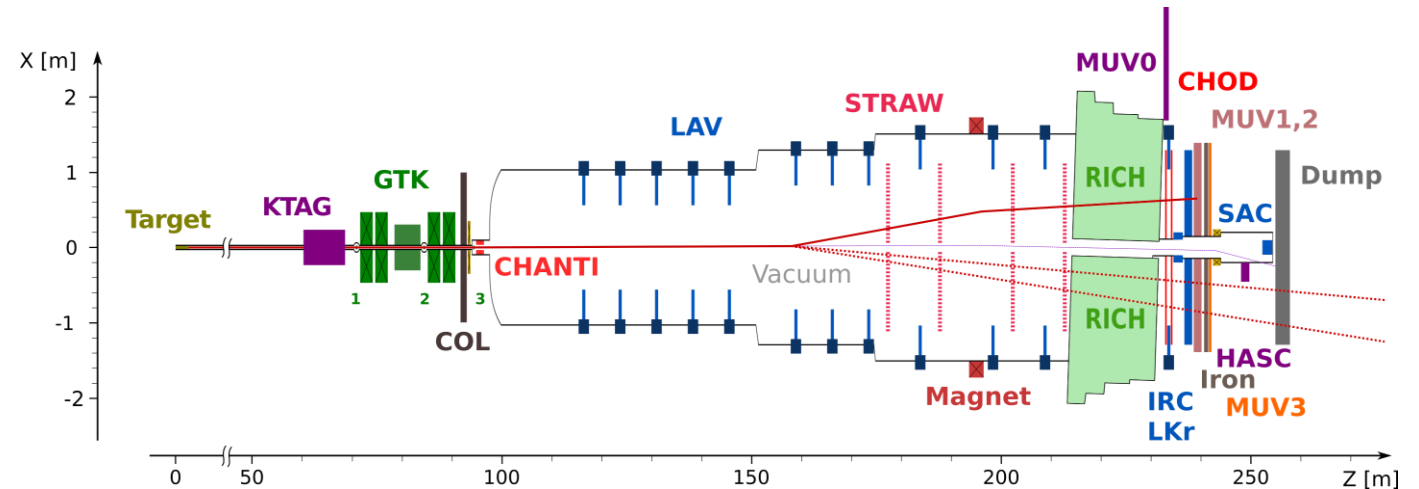 X [m]
2
1
0
-1
-2
Target
KTAG
GTK
1
2
3
COL
CHANTI
LAV
Vacuum
STRAW
Magnet
RICH
RICH
MUV0
CHOD
MUV1,2
SAC
Dump
HASC
Iron
MUV3
IRC
LKr
0
50
100
150
200
250
Z [m]